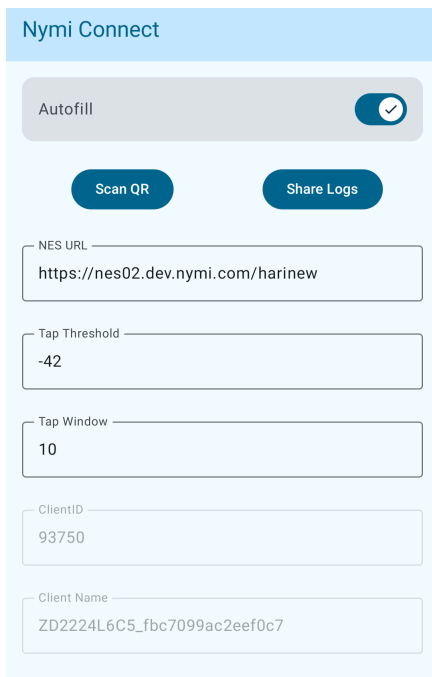 Nymi Connect
Autofill
Scan QR
Share Logs
NES URL
https://nes02.dev.nymi.com/harinew
Tap Threshold
-42
Tap Window
10
ClientID
93750
Client Name
ZD2224L6C5_fbc7099ac2eef0c7